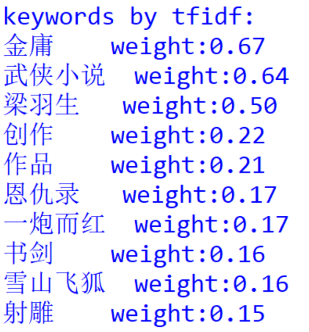 keywords by tfidf:
金庸 weight:0.67
武侠小说 weight:0.64
梁羽生 weight:0.50
创作 weight:0.22
作品 weight:0.21
恩仇录 weight:0.17
一炮而红 weight:0.17
书剑 weight:0.16
雪山飞狐 weight:0.16
射雕 weight:0.15